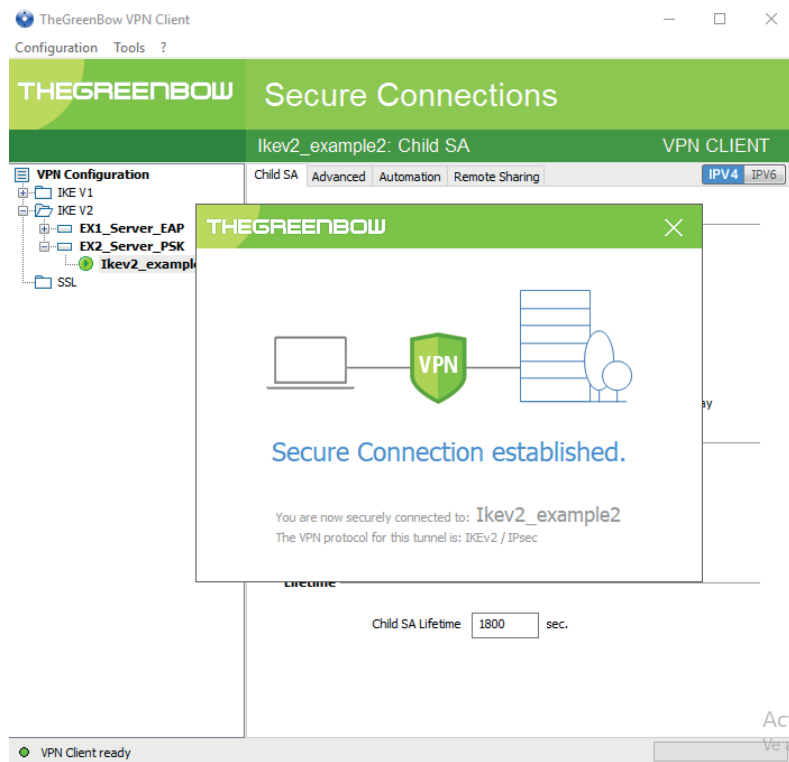 TheGreenBow VPN Client
Configuration Tools ?
THEGREENBOW
Secure Connections
Ikev2_example2: Child SA
VPN CLIENT
VPN Configuration
IKE V1
IKE V2
EX1_Server_EAP
EX2_Server_PSK
Ikev2_example
SSL
Child SA Advanced Automation Remote Sharing
IPV4 IPV6
THEGREENBOW
VPN
Secure Connection established.
You are now securely connected to: Ikev2_example2
The VPN protocol for this tunnel is: IKEv2 / IPsec
ay
Lifetime
Child SA Lifetime 1800 sec.
VPN Client ready
Ac
Ve